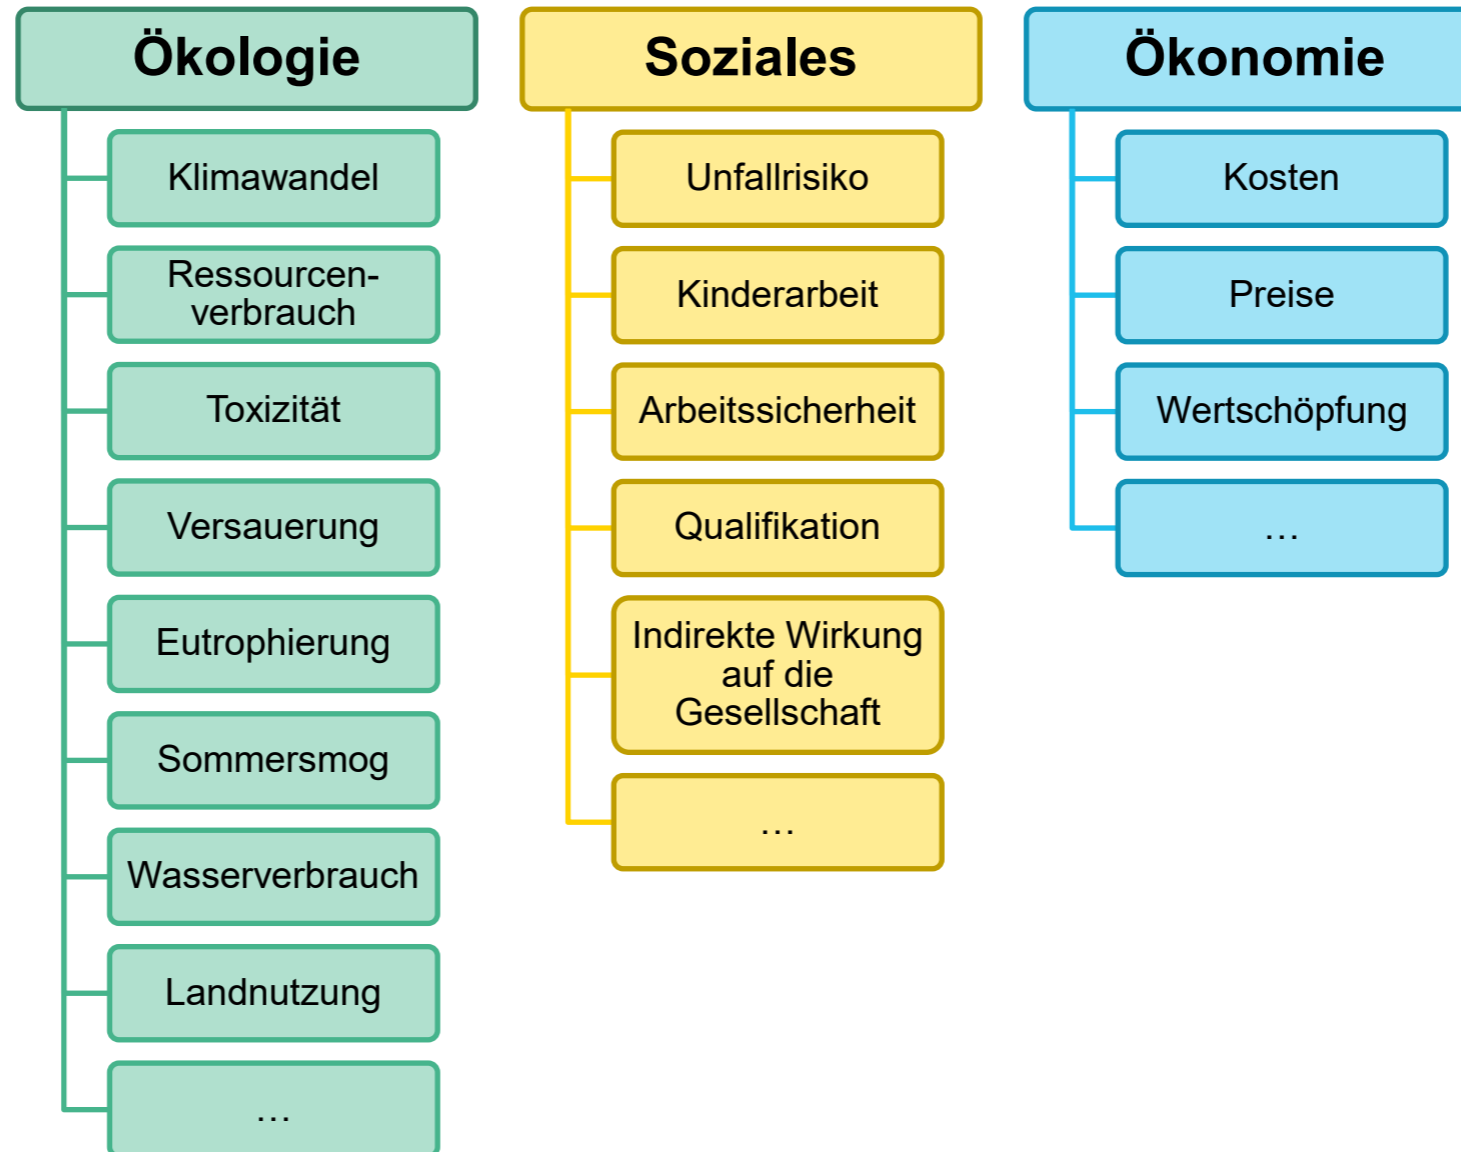 Ökologie
Klimawandel
Ressourcen-
verbrauch
Toxizität
Versauerung
Eutrophierung
Sommersmog
Wasserverbrauch
Landnutzung
…
Soziales
Unfallrisiko
Kinderarbeit
Arbeitssicherheit
Qualifikation
Indirekte Wirkung
auf die
Gesellschaft
…
Ökonomie
Kosten
Preise
Wertschöpfung
…